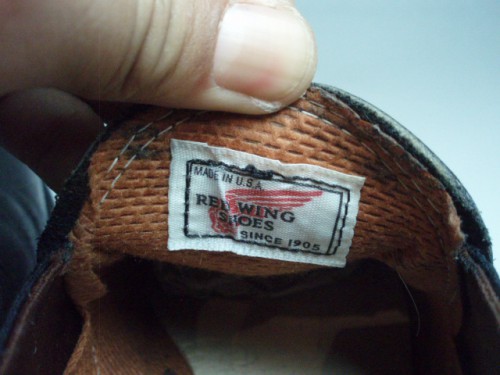 MADE IN U.S.A.
RED WING
SHOES
SINCE 1905